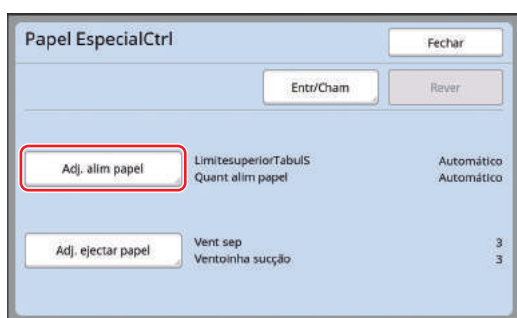 Papel EspecialCtrl
Fechar
Entr/Cham
Rever
Adj. alim papel
LimitesuperiorTabulS Automático
Quant alim papel Automático
Adj. ejectar papel
Vent sep 3
Ventoinha sucção 3